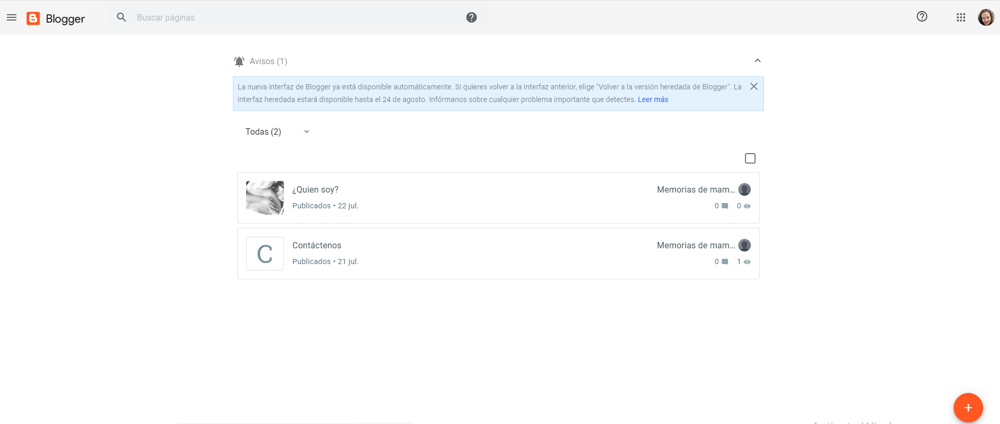 Blogger
Buscar páginas
Avisos (1)
La nueva interfaz de Blogger ya está disponible automáticamente. Si quieres volver a la interfaz anterior, elige "Volver a la versión heredada de Blogger". La
interfaz heredada estará disponible hasta el 24 de agosto. Infórmanos sobre cualquier problema importante que detectes. Leer más
Todas (2)
¿Quien soy?
Memorias de mam...
Publicados • 22 jul.
0 0
C
Contáctenos
Memorias de mam...
Publicados • 21 jul.
0 1